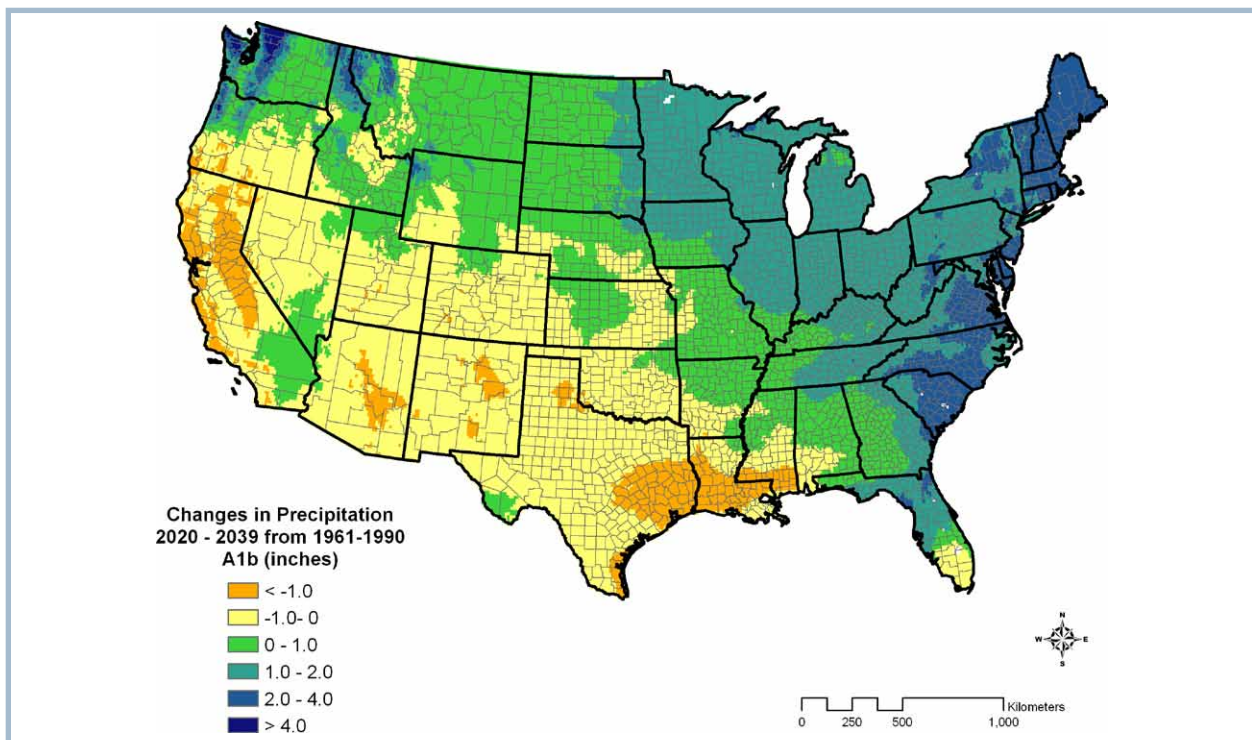 Changes in Precipitation
2020 - 2039 from 1961-1990
A1b (inches)
< -1.0
-1.0- 0
0 - 1.0
1.0 - 2.0
2.0 - 4.0
> 4.0
N
W E
S
Kilometers
0 250 500 1,000